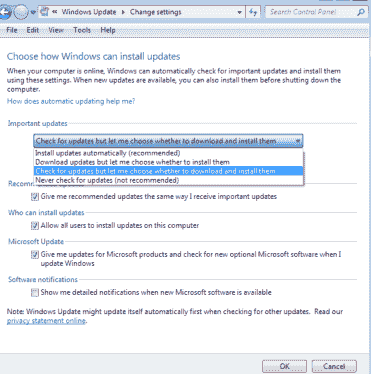 « Windows Update ▸ Change settings
Search Control Panel
File Edit View Tools Help
Choose how Windows can install updates
When your computer is online, Windows can automatically check for important updates and install them
using these settings. When new updates are available, you can also install them before shutting down the
computer.
How does automatic updating help me?
Important updates
Check for updates but let me choose whether to download and install them
Install updates automatically (recommended)
Download updates but let me choose whether to install them
Check for updates but let me choose whether to download and install them
Never check for updates (not recommended)
Give me recommended updates the same way I receive important updates
Who can install updates
Allow all users to install updates on this computer
Microsoft Update
Give me updates for Microsoft products and check for new optional Microsoft software when I
update Windows
Software notifications
Show me detailed notifications when new Microsoft software is available
Note: Windows Update might update itself automatically first when checking for other updates. Read our
privacy statement online.
OK Cancel